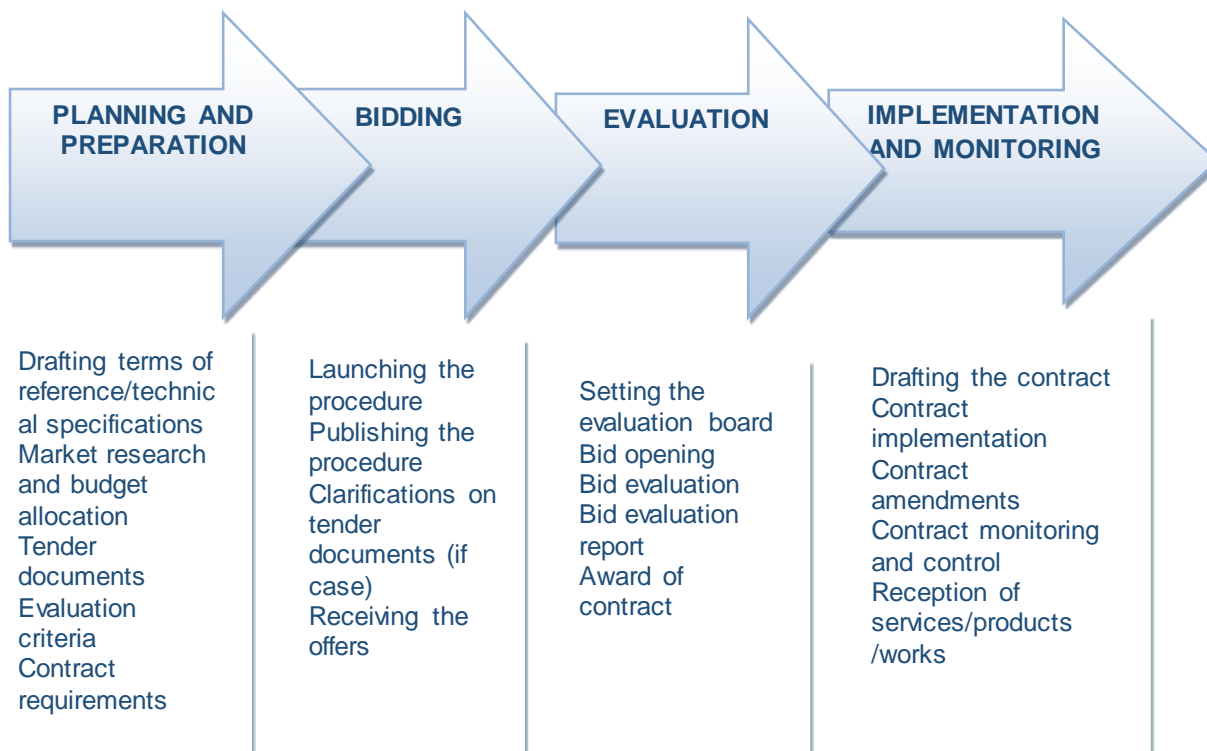 PLANNING AND
PREPARATION
BIDDING
EVALUATION
IMPLEMENTATION
AND MONITORING
Drafting terms of
reference/technic
al specifications
Market research
and budget
allocation
Tender
documents
Evaluation
criteria
Contract
requirements
Launching the
procedure
Publishing the
procedure
Clarifications on
tender
documents (if
case)
Receiving the
offers
Setting the
evaluation board
Bid opening
Bid evaluation
Bid evaluation
report
Award of
contract
Drafting the contract
Contract
implementation
Contract
amendments
Contract monitoring
and control
Reception of
services/products
/works